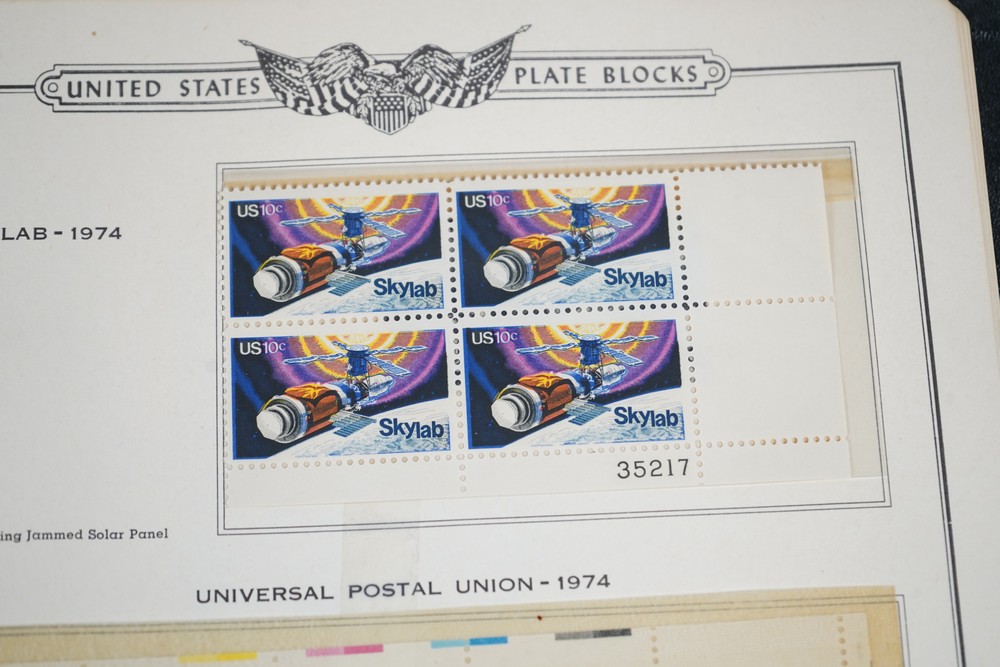 UNITED STATES PLATE BLOCKS
LAB - 1974
US10c
Skylab
US10c
Skylab
US10c
Skylab
US10c
Skylab
35217
ing Jammed Solar Panel
UNIVERSAL POSTAL UNION - 1974